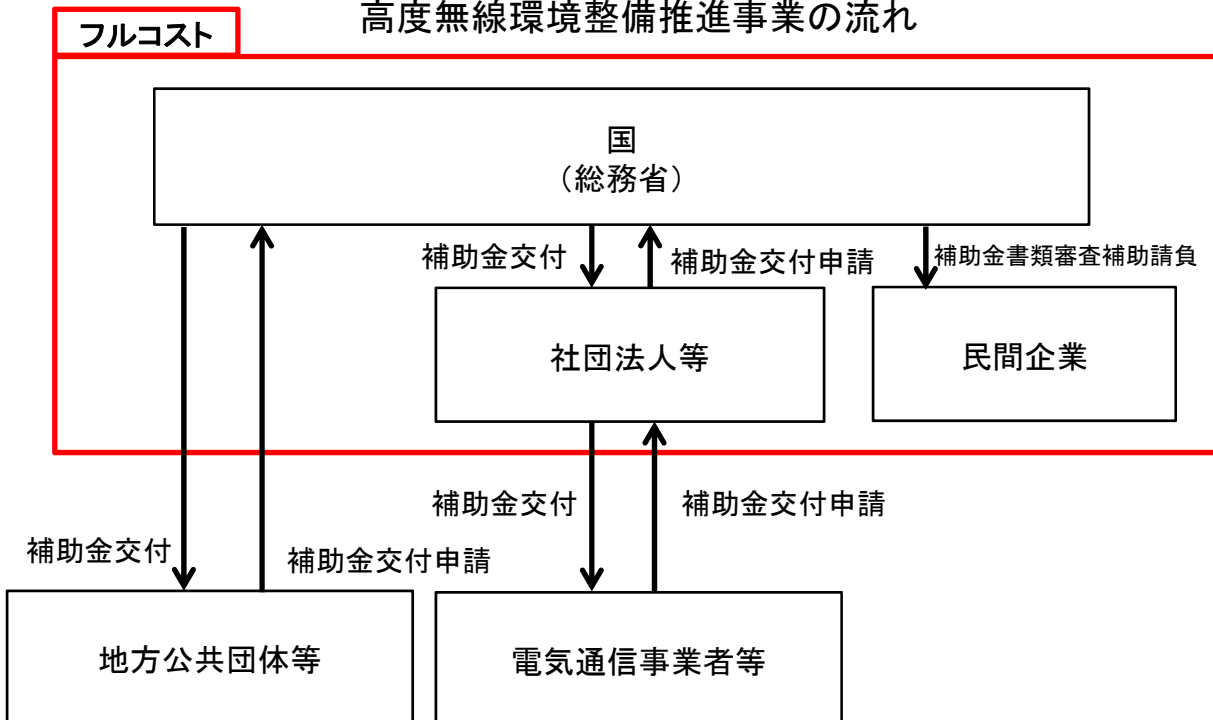 高度無線環境整備推進事業の流れ
フルコスト
国
（総務省）
補助金交付
補助金交付申請
補助金書類審査補助請負
社団法人等
民間企業
補助金交付
補助金交付申請
補助金交付
補助金交付申請
地方公共団体等
電気通信事業者等